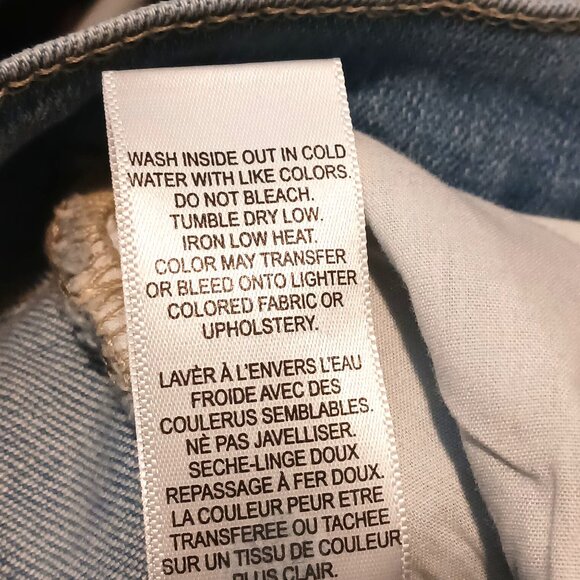 WASH INSIDE OUT IN COLD
WATER WITH LIKE COLORS.
DO NOT BLEACH.
TUMBLE DRY LOW.
IRON LOW HEAT.
COLOR MAY TRANSFER
OR BLEED ONTO LIGHTER
COLORED FABRIC OR
UPHOLSTERY.
LAVÈR À L'ENVERS L'EAU
FROIDE AVEC DES
COULERUS SEMBLABLES.
NÈ PAS JAVELLISER.
SECHE-LINGE DOUX
REPASSAGE À FER DOUX.
LA COULEUR PEUR ETRE
TRANSFEREE OU TACHEE
SUR UN TISSU DE COULEUR
PLUS CLAIR.